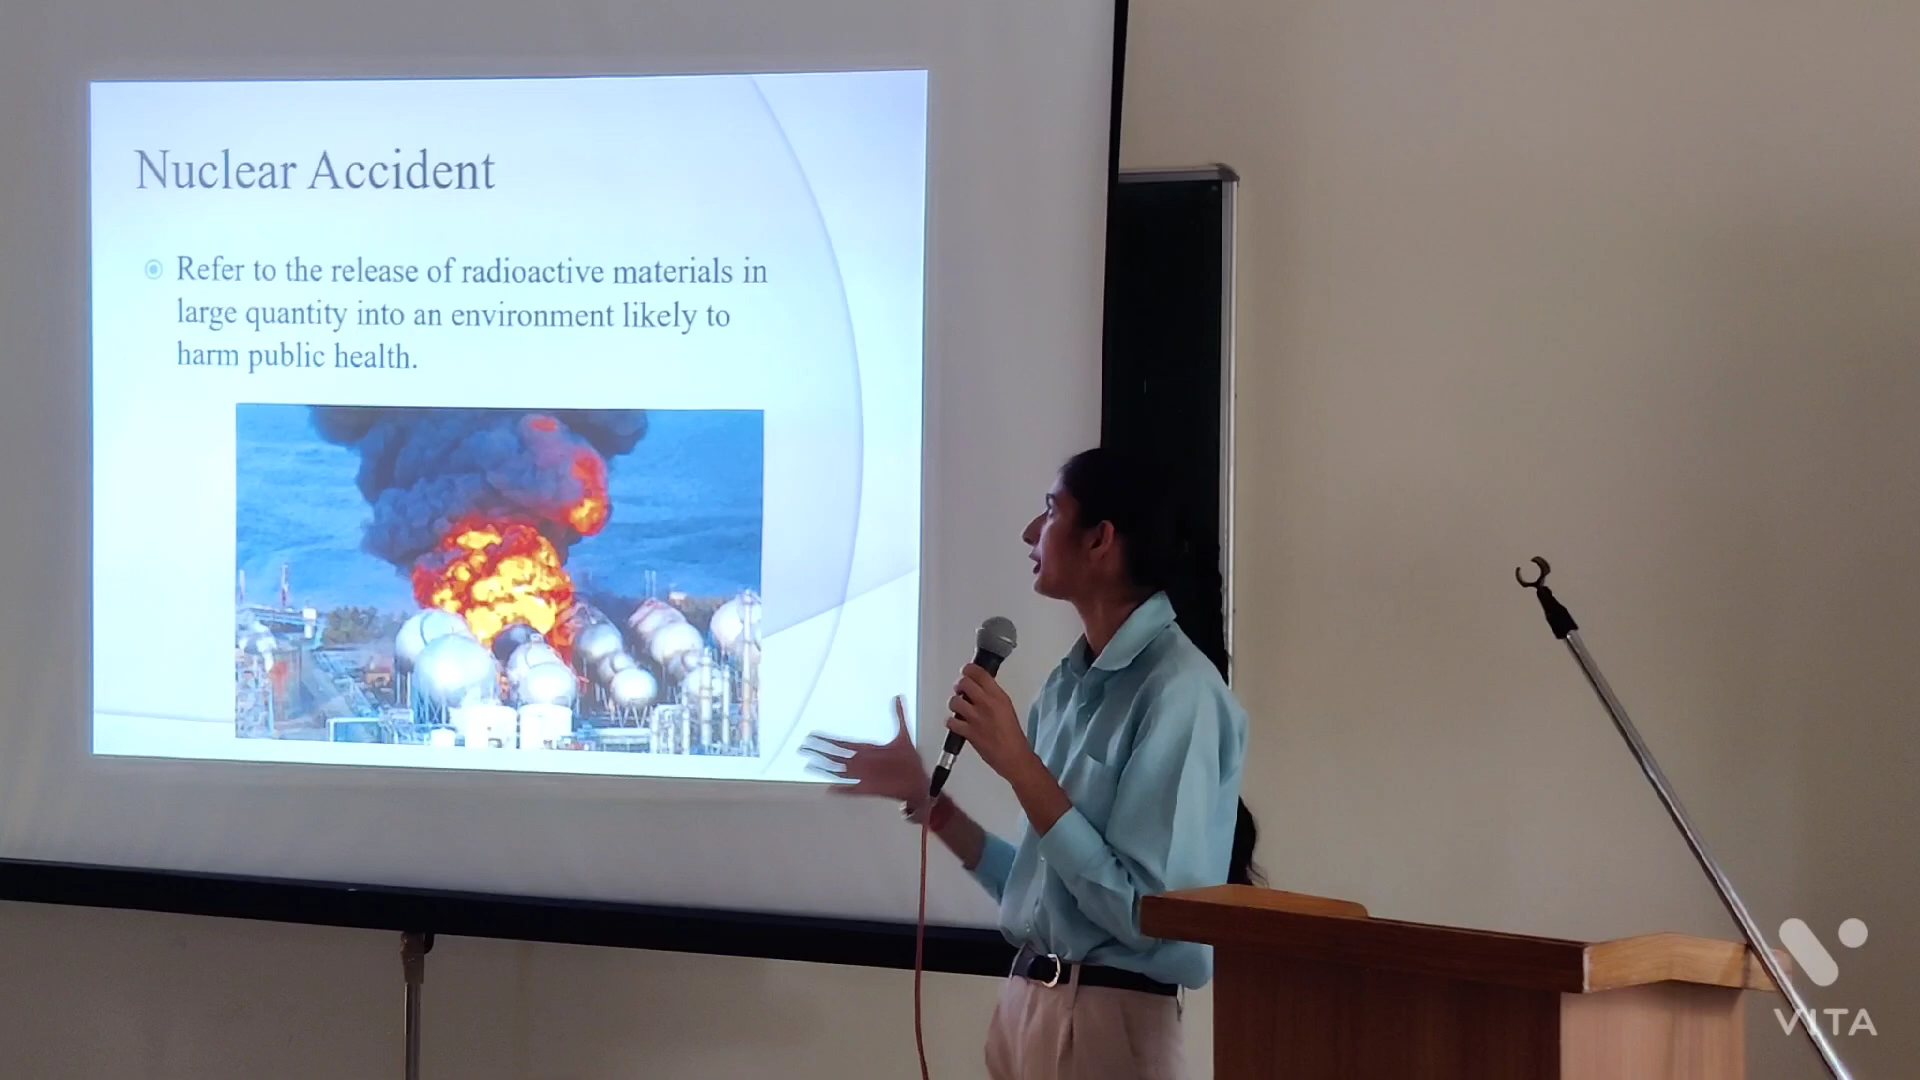 Nuclear Accident
Refer to the release of radioactive materials in
large quantity into an environment likely to
harm public health.
VITA